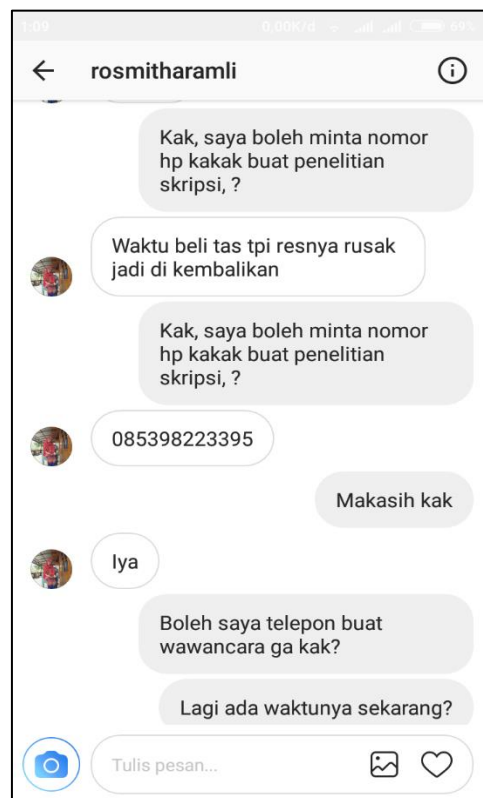 1:09 0.00K/d 69%
rosmitharamli
Kak, saya boleh minta nomor
hp kakak buat penelitian
skripsi, ?
Waktu beli tas tpi resnya rusak
jadi di kembalikan
Kak, saya boleh minta nomor
hp kakak buat penelitian
skripsi, ?
085398223395
Makasih kak
Iya
Boleh saya telepon buat
wawancara ga kak?
Lagi ada waktunya sekarang?
Tulis pesan...